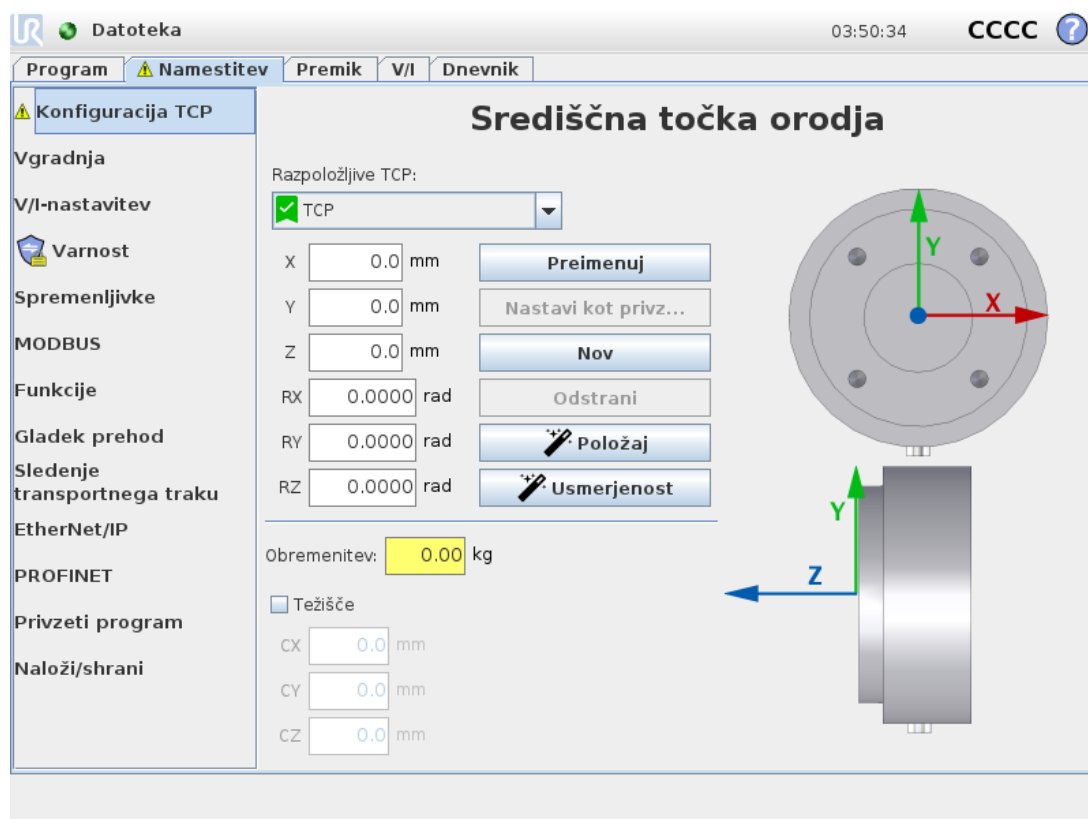 UR Datoteka 03:50:34 CCCC ?
Program Namestitev Premik V/I Dnevnik
Konfiguracija TCP
Vgradnja
V/I-nastavitev
Varnost
Spremenljivke
MODBUS
Funkcije
Gladek prehod
Sledenje
transportnega traku
EtherNet/IP
PROFINET
Privzeti program
Naloži/shrani
Središčna točka orodja
Razpoložljive TCP:
TCP
X 0.0 mm Preimenuj
Y 0.0 mm Nastavi kot privz...
Z 0.0 mm Nov
RX 0.0000 rad Odstrani
RY 0.0000 rad Položaj
RZ 0.0000 rad Usmerjenost
Obremenitev: 0.00 kg
Težišče
CX 0.0 mm
CY 0.0 mm
CZ 0.0 mm
Y
X
Y
Z